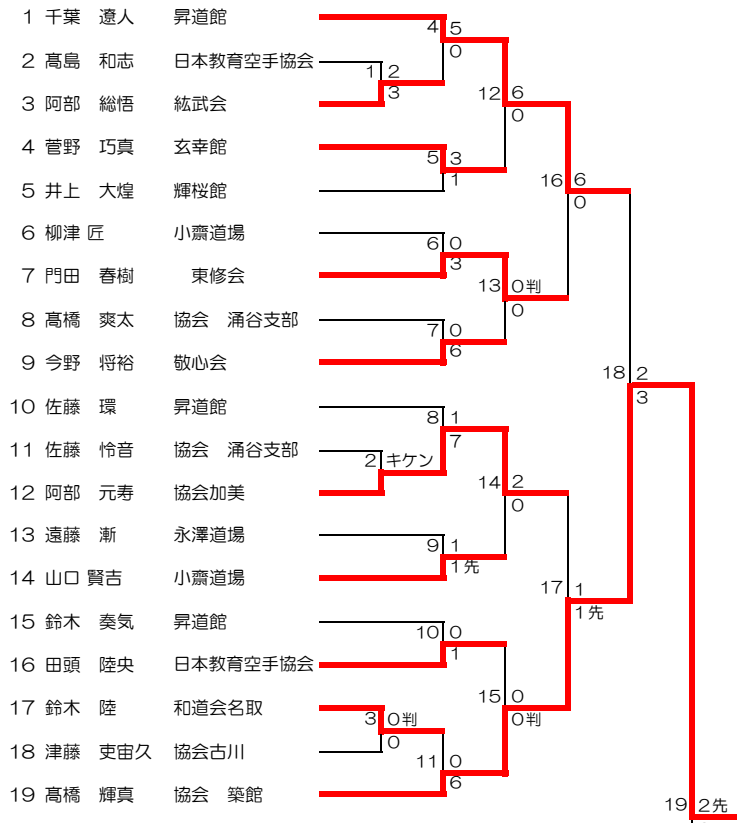 1 千葉 遼人 昇道館
4 5
0
2 髙島 和志 日本教育空手協会
1 2
3
3 阿部 総悟 紘武会
12 6
0
4 菅野 巧真 玄幸館
5 3
1
5 井上 大煌 輝桜館
16 6
0
6 柳津 匠 小齋道場
6 0
3
7 門田 春樹 東修会
13 0判
0
8 髙橋 爽太 協会 涌谷支部
7 0
6
9 今野 将裕 敬心会
18 2
3
10 佐藤 環 昇道館
8 1
7
11 佐藤 怜音 協会 涌谷支部
2 キケン
12 阿部 元寿 協会加美
14 2
0
13 遠藤 漸 永澤道場
9 1
1先
14 山口 賢吉 小齋道場
17 1
1先
15 鈴木 奏気 昇道館
10 0
1
16 田頭 陸央 日本教育空手協会
15 0
0判
17 鈴木 陸 和道会名取
3 0判
0
18 津藤 吏宙久 協会古川
11 0
6
19 髙橋 輝真 協会 築館
19 2先